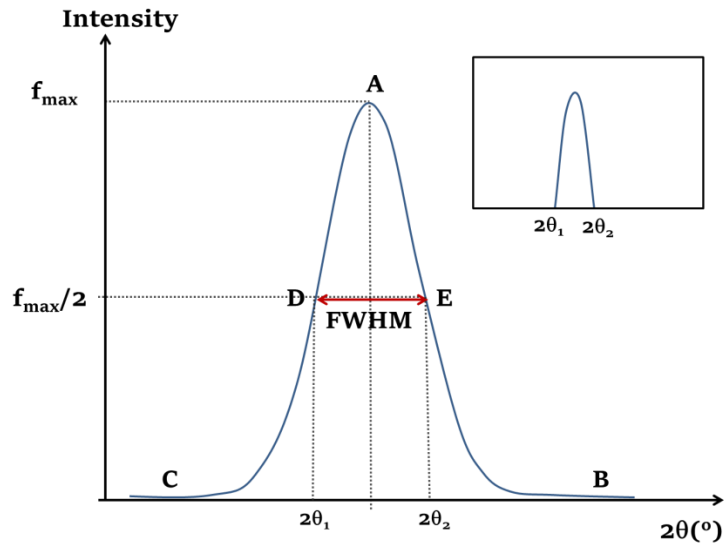 Intensity
A
fmax
2θ1 2θ2
fmax/2
D
E
FWHM
C
B
2θ1
2θ2
2θ(º)